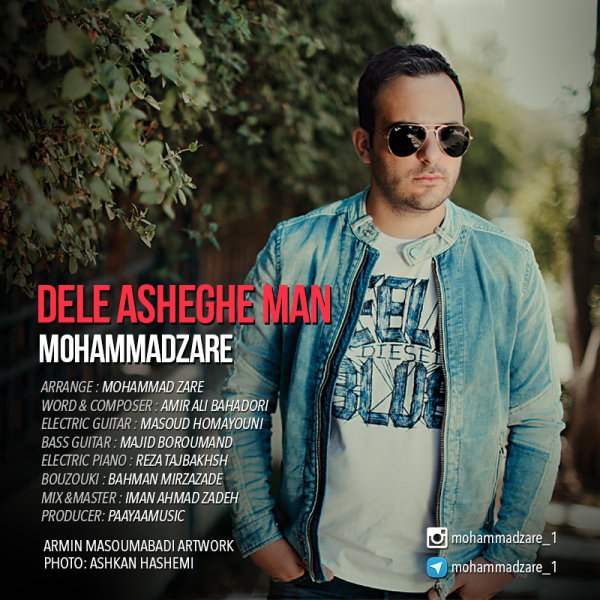 DELE ASHEGHE MAN
MOHAMMADZARE
ARRANGE : MOHAMMAD ZARE
WORD & COMPOSER : AMIR ALI BAHADORI
ELECTRIC GUITAR : MASOUD HOMAYOUNI
BASS GUITAR : MAJID BOROUMAND
ELECTRIC PIANO : REZA TAJBAKHSH
BOUZOUKI : BAHMAN MIRZAZADE
MIX &MASTER : IMAN AHMAD ZADEH
PRODUCER: PAAYAAMUSIC
ARMIN MASOUMABADI ARTWORK
PHOTO: ASHKAN HASHEMI
DIESEL
mohammadzare_1
mohammadzare_1